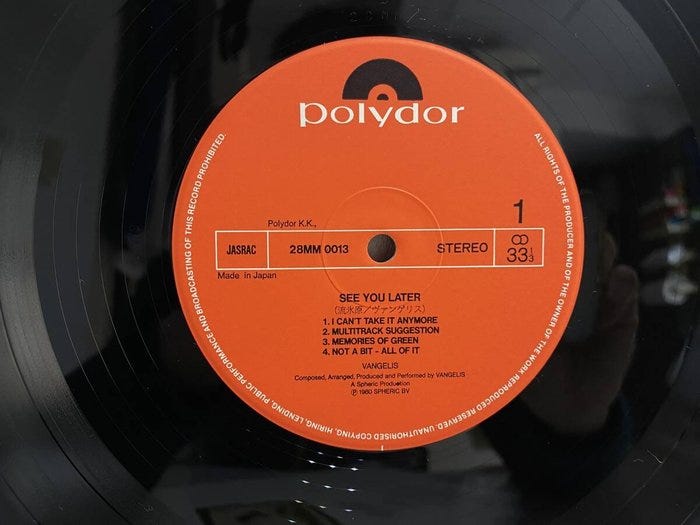 polydor
1
Polydor K.K.,
JASRAC 28MM 0013 STEREO 33 1/3
Made in Japan
SEE YOU LATER
(流氷原/ヴァンゲリス)
1. I CAN'T TAKE IT ANYMORE
2. MULTITRACK SUGGESTION
3. MEMORIES OF GREEN
4. NOT A BIT - ALL OF IT
VANGELIS
Composed, Arranged, Produced and Performed by VANGELIS
A Spheric Production
Ⓟ 1980 SPHERIC BV
ALL RIGHTS OF THE PRODUCER AND OF THE OWNER OF THE WORK REPRODUCED RESERVED. UNAUTHORISED COPYING, HIRING, LENDING, PUBLIC PERFORMANCE AND BROADCASTING OF THIS RECORD PROHIBITED.